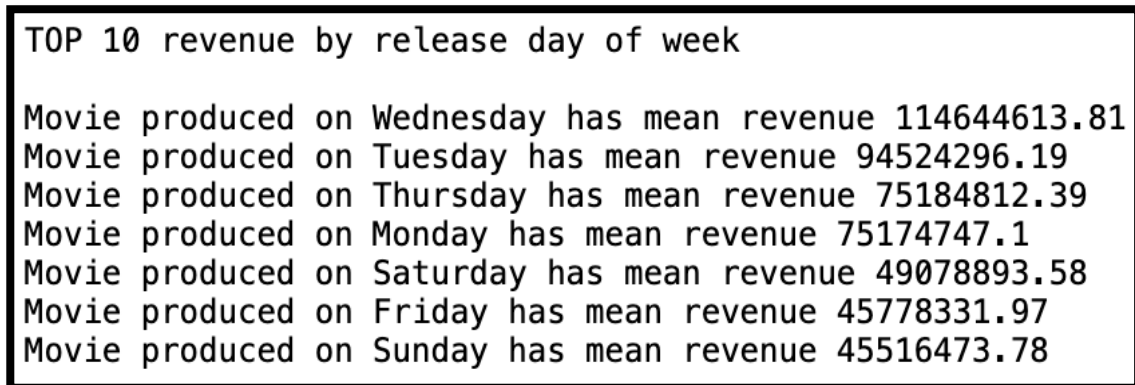 TOP 10 revenue by release day of week
Movie produced on Wednesday has mean revenue 114644613.81
Movie produced on Tuesday has mean revenue 94524296.19
Movie produced on Thursday has mean revenue 75184812.39
Movie produced on Monday has mean revenue 75174747.1
Movie produced on Saturday has mean revenue 49078893.58
Movie produced on Friday has mean revenue 45778331.97
Movie produced on Sunday has mean revenue 45516473.78